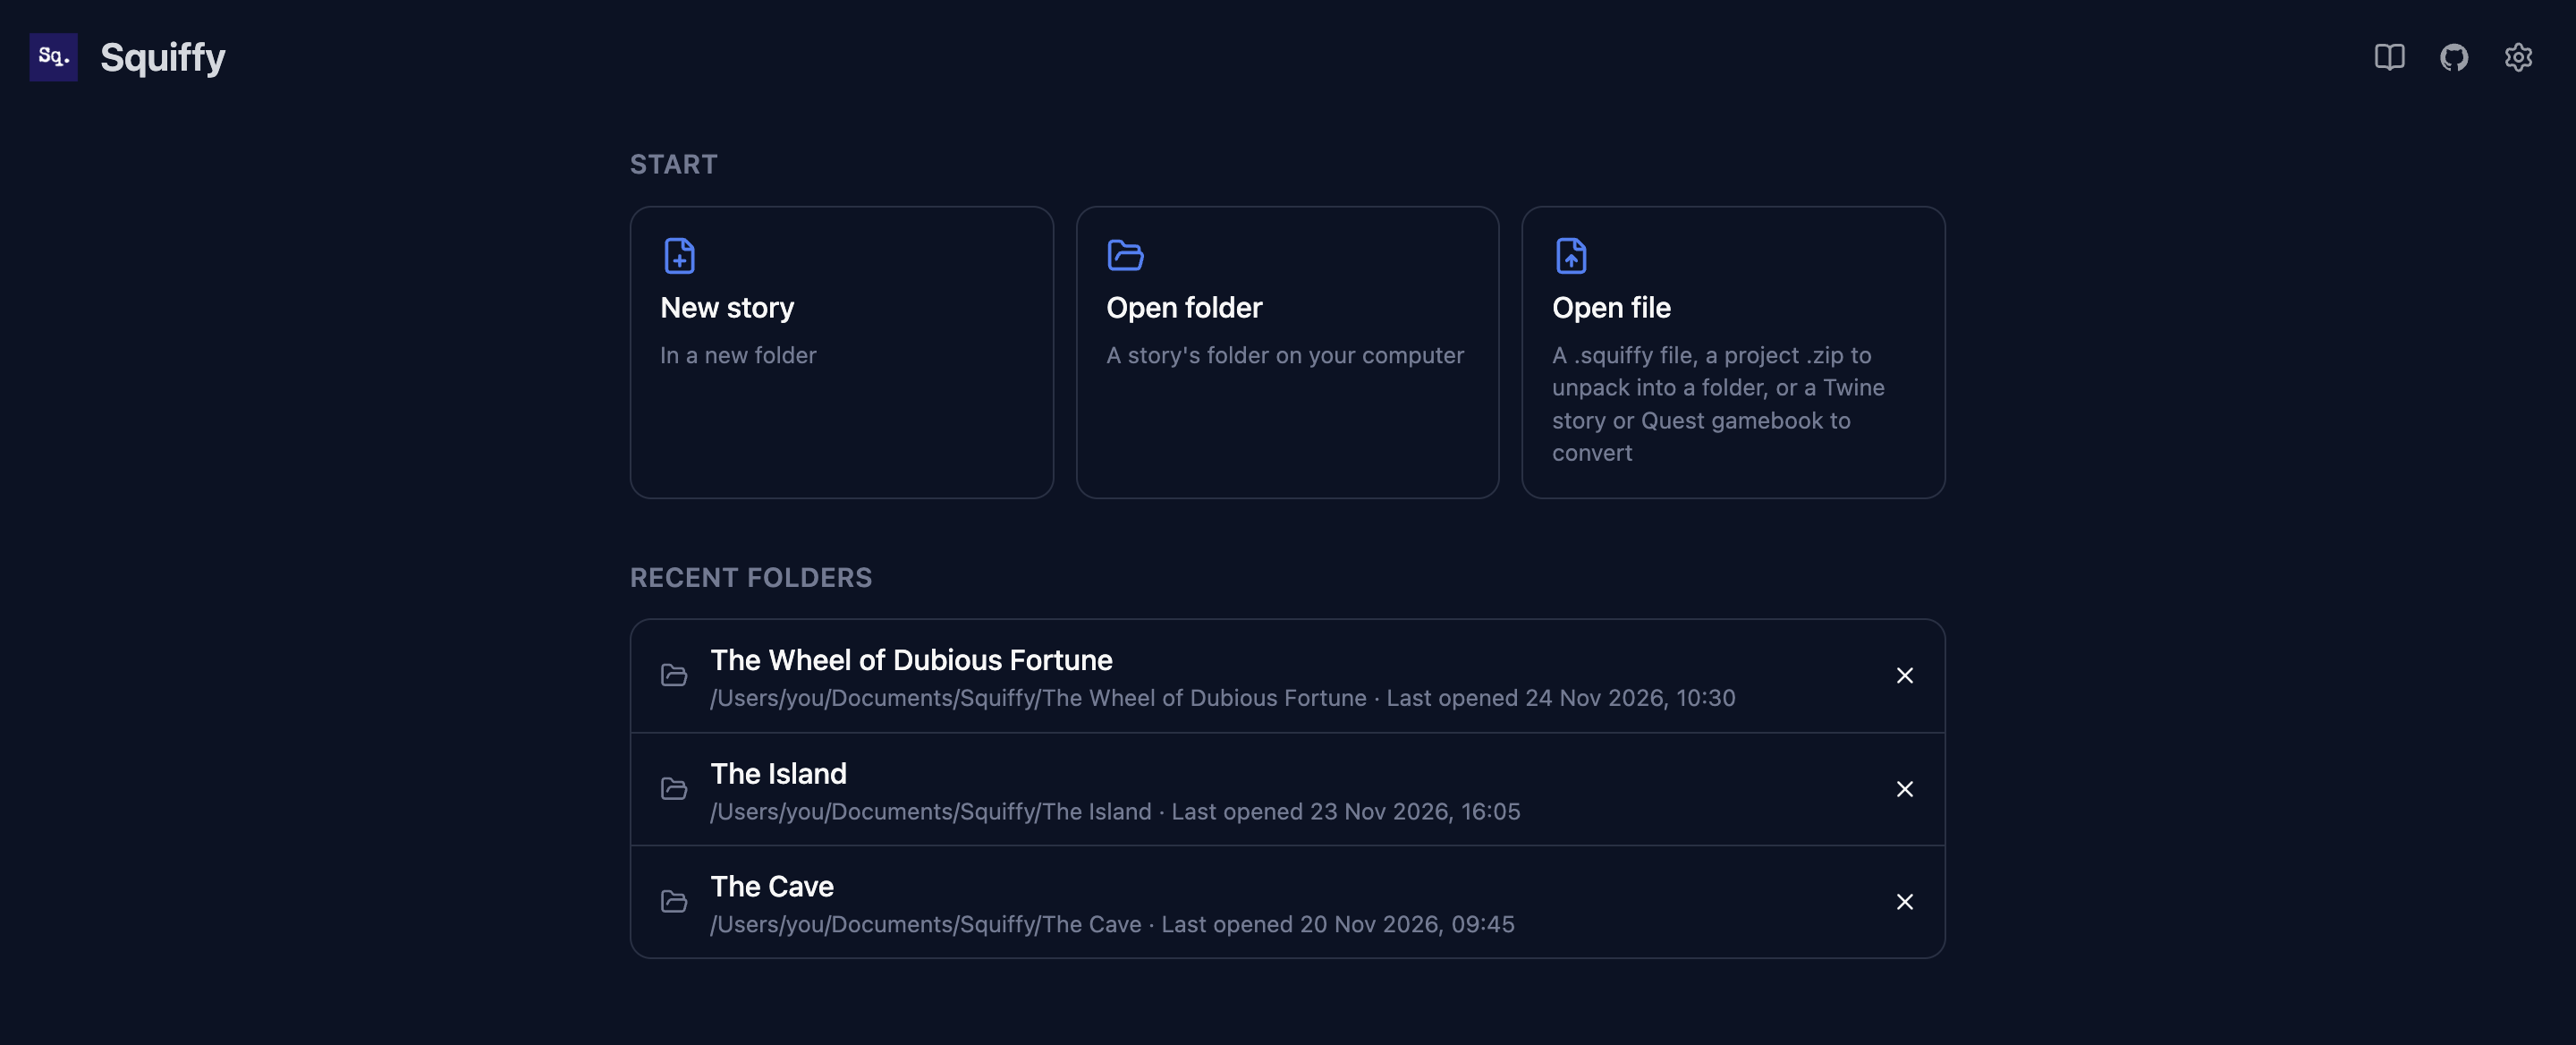 Sq.
Squiffy
START
New story
In a new folder
Open folder
A story's folder on your computer
Open file
A .squiffy file, a project .zip to
unpack into a folder, or a Twine
story or Quest gamebook to
convert
RECENT FOLDERS
The Wheel of Dubious Fortune
/Users/you/Documents/Squiffy/The Wheel of Dubious Fortune · Last opened 24 Nov 2026, 10:30
The Island
/Users/you/Documents/Squiffy/The Island · Last opened 23 Nov 2026, 16:05
The Cave
/Users/you/Documents/Squiffy/The Cave · Last opened 20 Nov 2026, 09:45